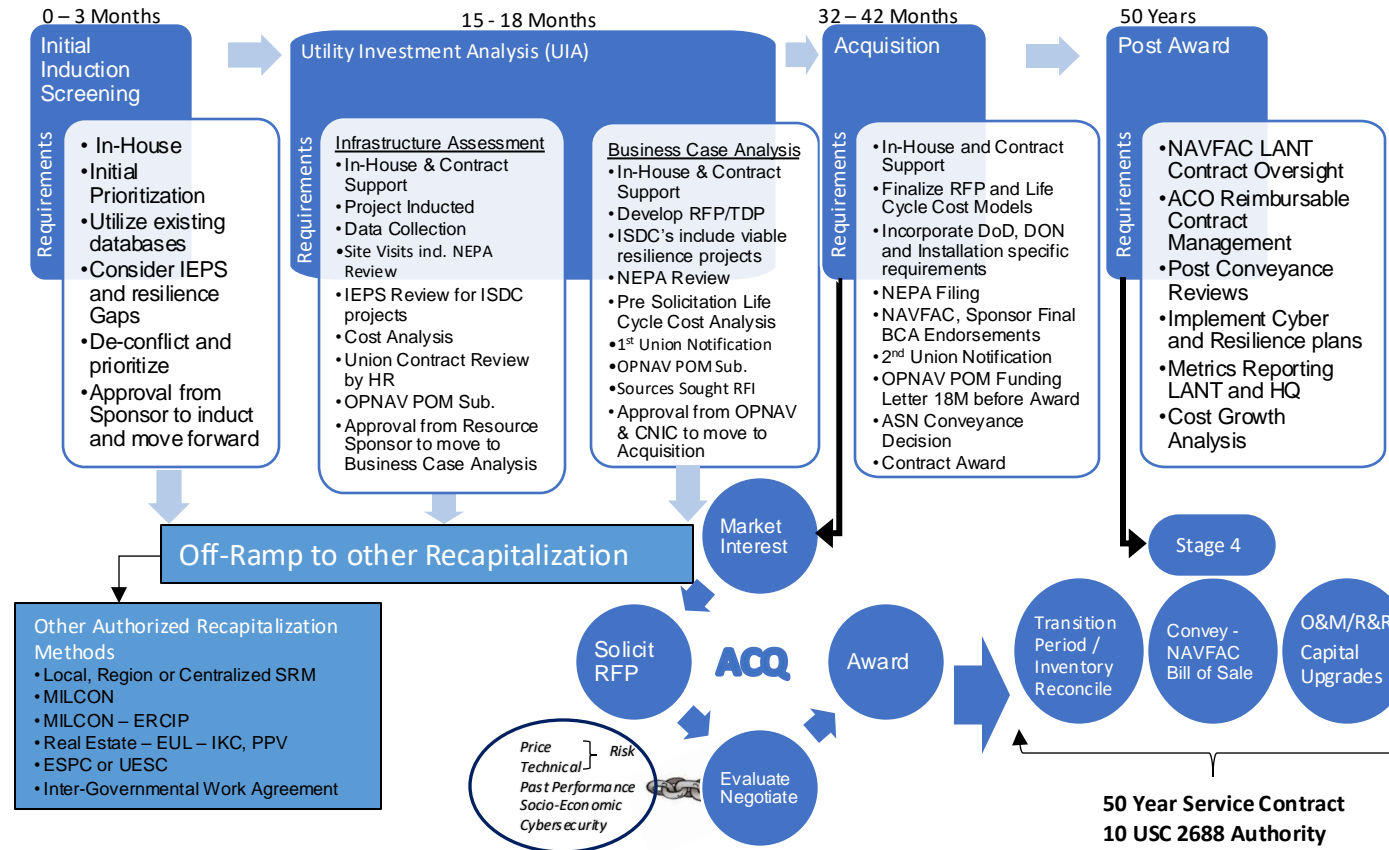 0 – 3 Months
15 - 18 Months
32 – 42 Months
50 Years
Initial
Induction
Screening
Requirements
• In-House
• Initial
Prioritization
• Utilize existing
databases
• Consider IEPS
and resilience
Gaps
• De-conflict and
prioritize
• Approval from
Sponsor to induct
and move forward
Utility Investment Analysis (UIA)
Requirements
Infrastructure Assessment
• In-House & Contract
Support
• Project Inducted
• Data Collection
• Site Visits incl. NEPA
Review
• IEPS Review for ISDC
projects
• Cost Analysis
• Union Contract Review
by HR
• OPNAV POM Sub.
• Approval from Resource
Sponsor to move to
Business Case Analysis
Business Case Analysis
• In-House & Contract
Support
• Develop RFP/TDP
• ISDC's include viable
resilience projects
• NEPA Review
• Pre Solicitation Life
Cycle Cost Analysis
• 1st Union Notification
• OPNAV POM Sub.
• Sources Sought RFI
• Approval from OPNAV
& CNIC to move to
Acquisition
Acquisition
Requirements
• In-House and Contract
Support
• Finalize RFP and Life
Cycle Cost Models
• Incorporate DoD, DON
and Installation specific
requirements
• NEPA Filing
• NAVFAC, Sponsor Final
BCA Endorsements
• 2nd Union Notification
• OPNAV POM Funding
Letter 18M before Award
• ASN Conveyance
Decision
• Contract Award
Post Award
Requirements
• NAVFAC LANT
Contract Oversight
• ACO Reimbursable
Contract
Management
• Post Conveyance
Reviews
• Implement Cyber
and Resilience plans
• Metrics Reporting
LANT and HQ
• Cost Growth
Analysis
Off-Ramp to other Recapitalization
Other Authorized Recapitalization
Methods
• Local, Region or Centralized SRM
• MILCON
• MILCON – ERCIP
• Real Estate – EUL – IKC, PPV
• ESPC or UESC
• Inter-Governmental Work Agreement
Market
Interest
Solicit
RFP
ACQ
Award
Evaluate
Negotiate
Price
Technical
Risk
Past Performance
Socio-Economic
Cybersecurity
Stage 4
Transition
Period /
Inventory
Reconcile
Convey -
NAVFAC
Bill of Sale
O&M/R&R
Capital
Upgrades
50 Year Service Contract
10 USC 2688 Authority